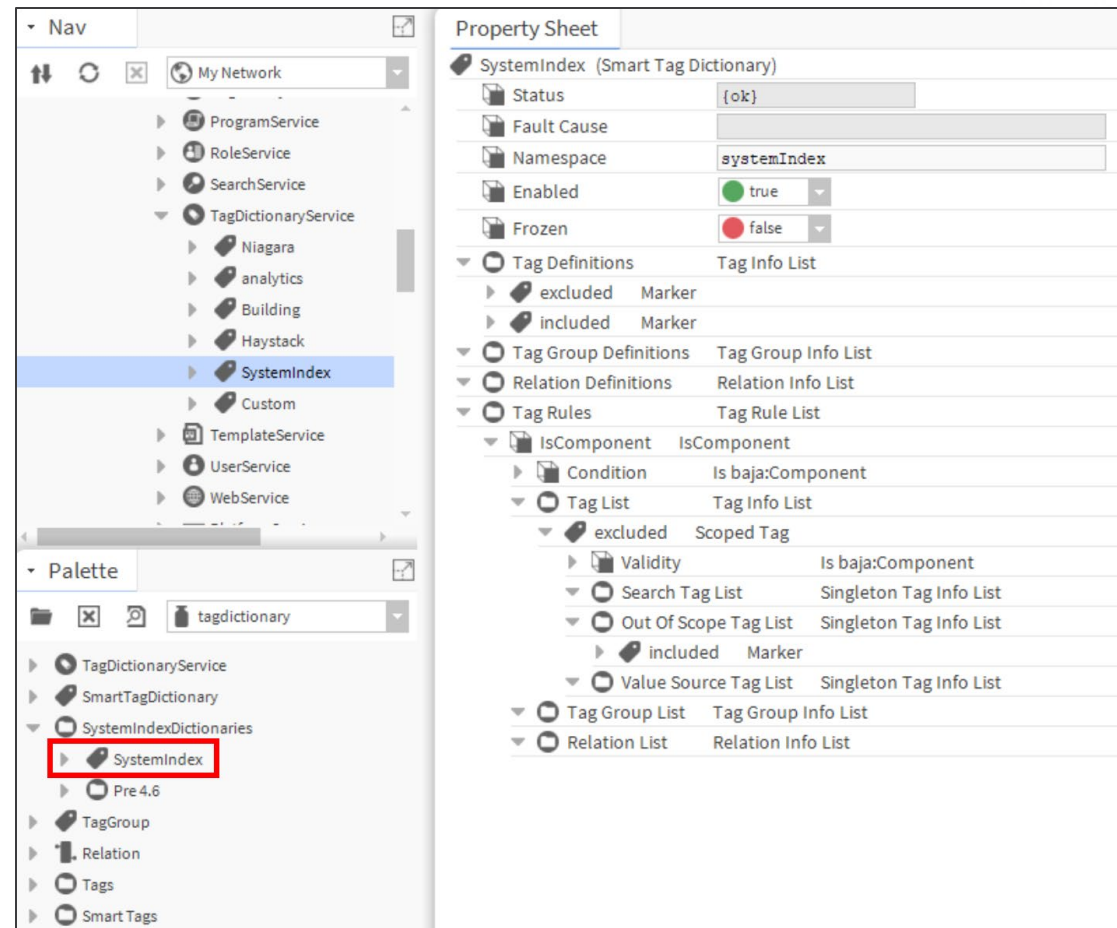 Nav
My Network
ProgramService
RoleService
SearchService
TagDictionaryService
Niagara
analytics
Building
Haystack
SystemIndex
Custom
TemplateService
UserService
WebService
Palette
tagdictionary
TagDictionaryService
SmartTagDictionary
SystemIndexDictionaries
SystemIndex
Pre 4.6
TagGroup
Relation
Tags
Smart Tags
Property Sheet
SystemIndex (Smart Tag Dictionary)
Status {ok}
Fault Cause
Namespace systemIndex
Enabled true
Frozen false
Tag Definitions Tag Info List
excluded Marker
included Marker
Tag Group Definitions Tag Group Info List
Relation Definitions Relation Info List
Tag Rules Tag Rule List
IsComponent IsComponent
Condition Is baja:Component
Tag List Tag Info List
excluded Scoped Tag
Validity Is baja:Component
Search Tag List Singleton Tag Info List
Out Of Scope Tag List Singleton Tag Info List
included Marker
Value Source Tag List Singleton Tag Info List
Tag Group List Tag Group Info List
Relation List Relation Info List